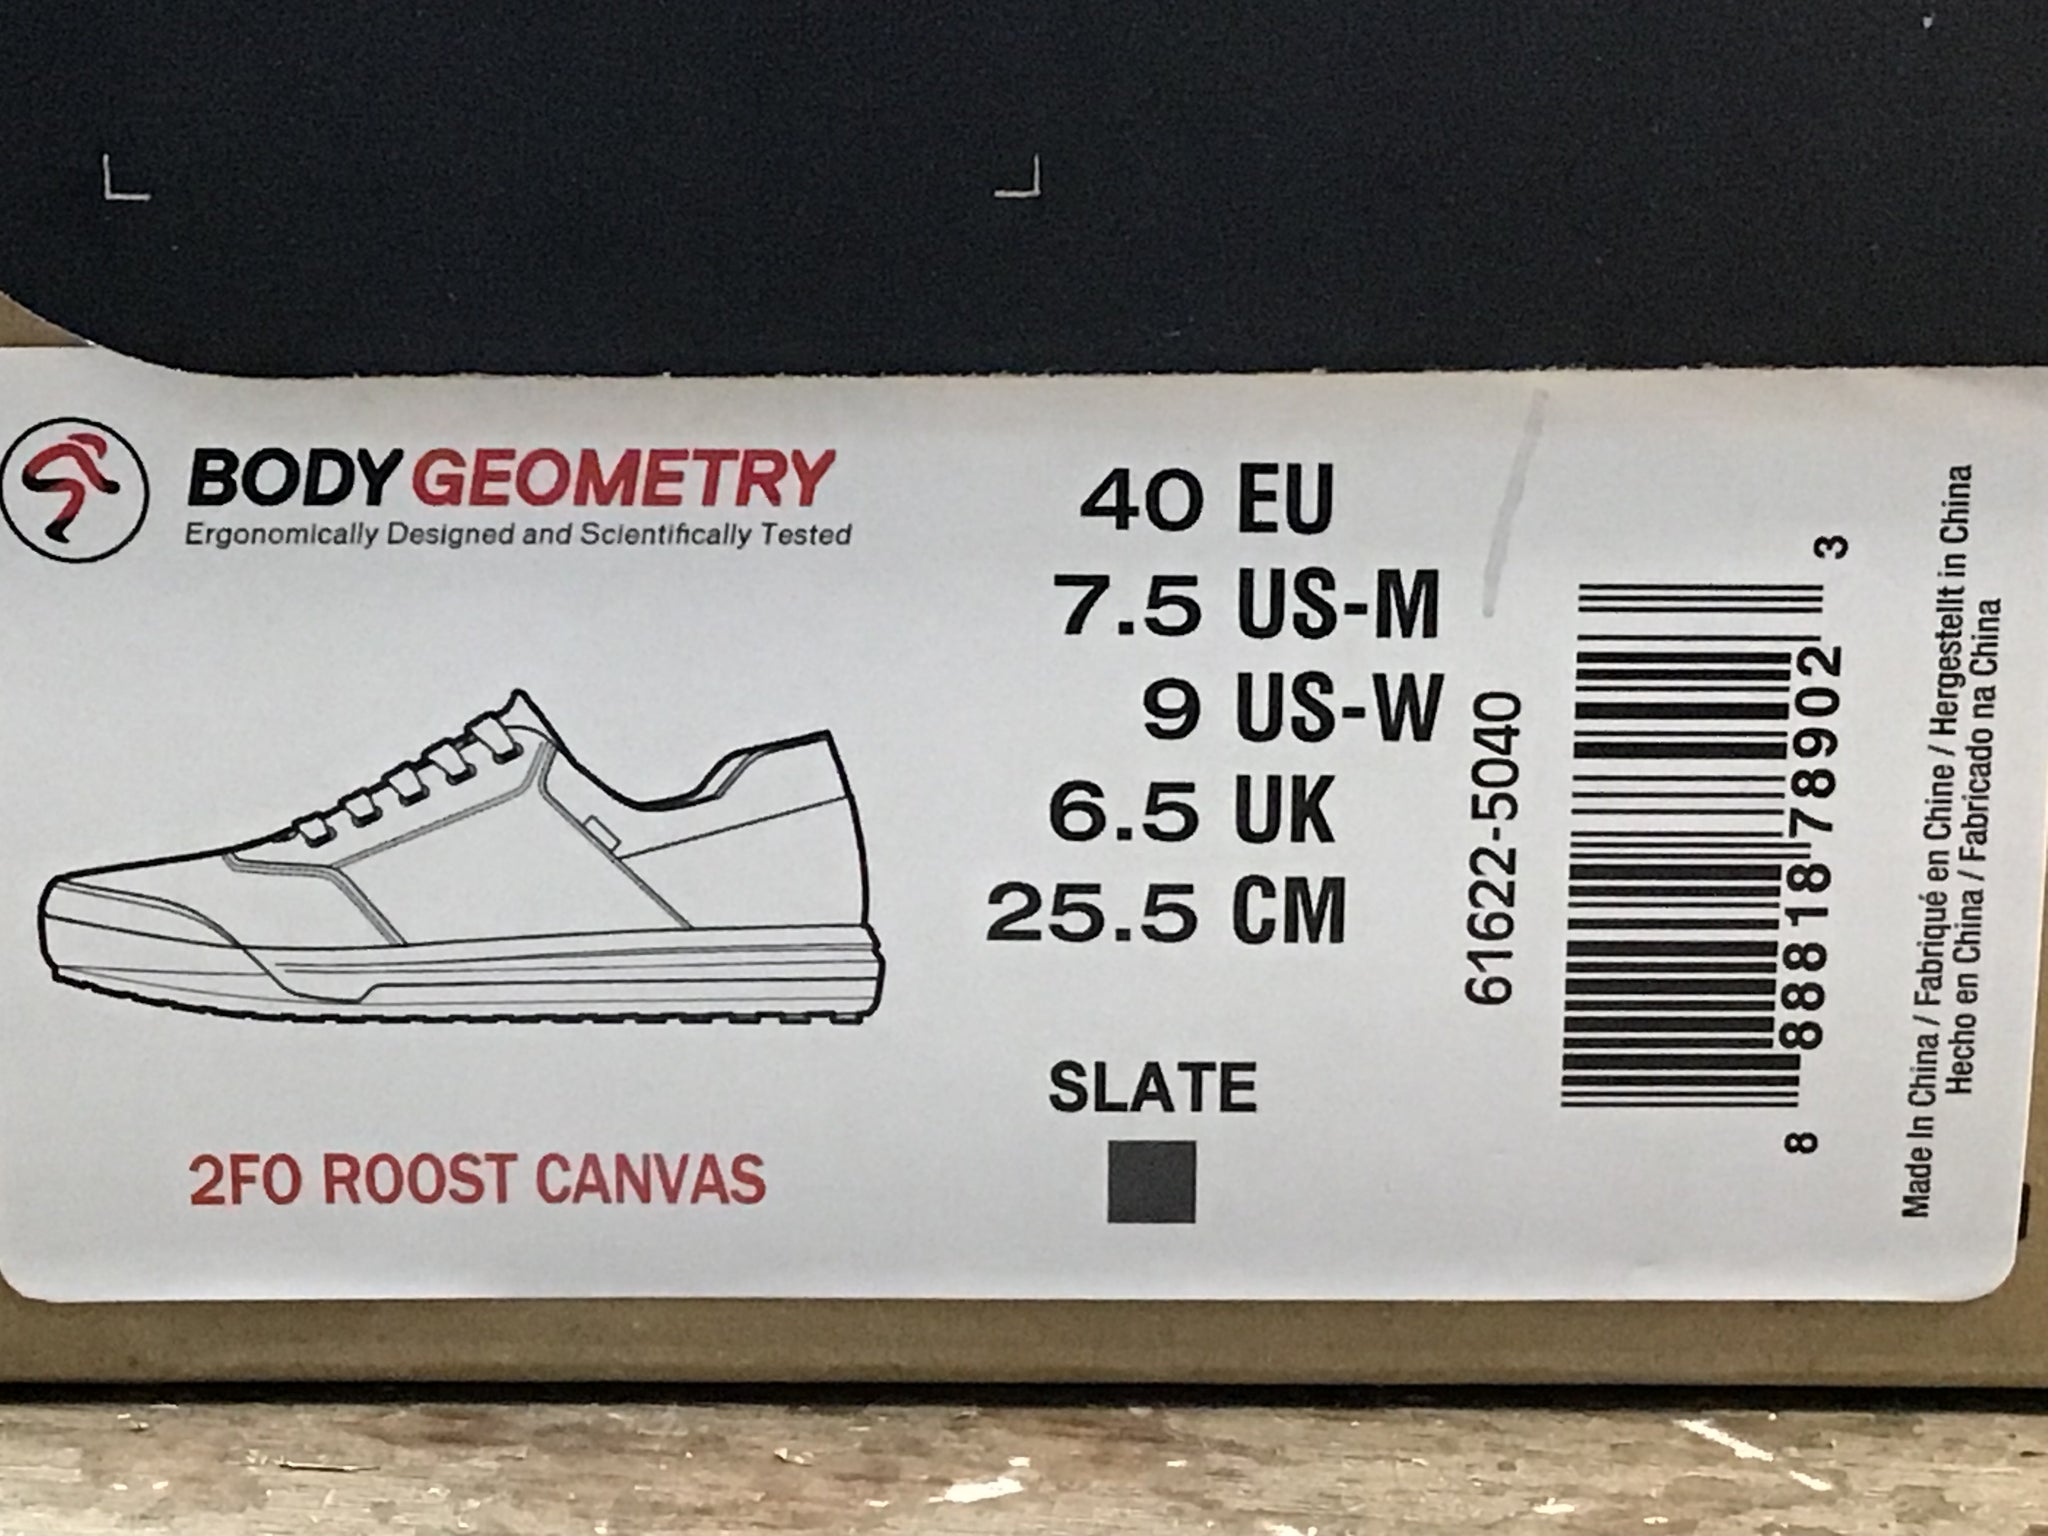 BODY GEOMETRY
Ergonomically Designed and Scientifically Tested
40 EU
7.5 US-M
9 US-W
6.5 UK
25.5 CM
SLATE
2FO ROOST CANVAS
61622-5040
8 88818 78902 3
Made In China / Fabriqué en Chine / Hergestellt in China
Hecho en China / Fabricado na China